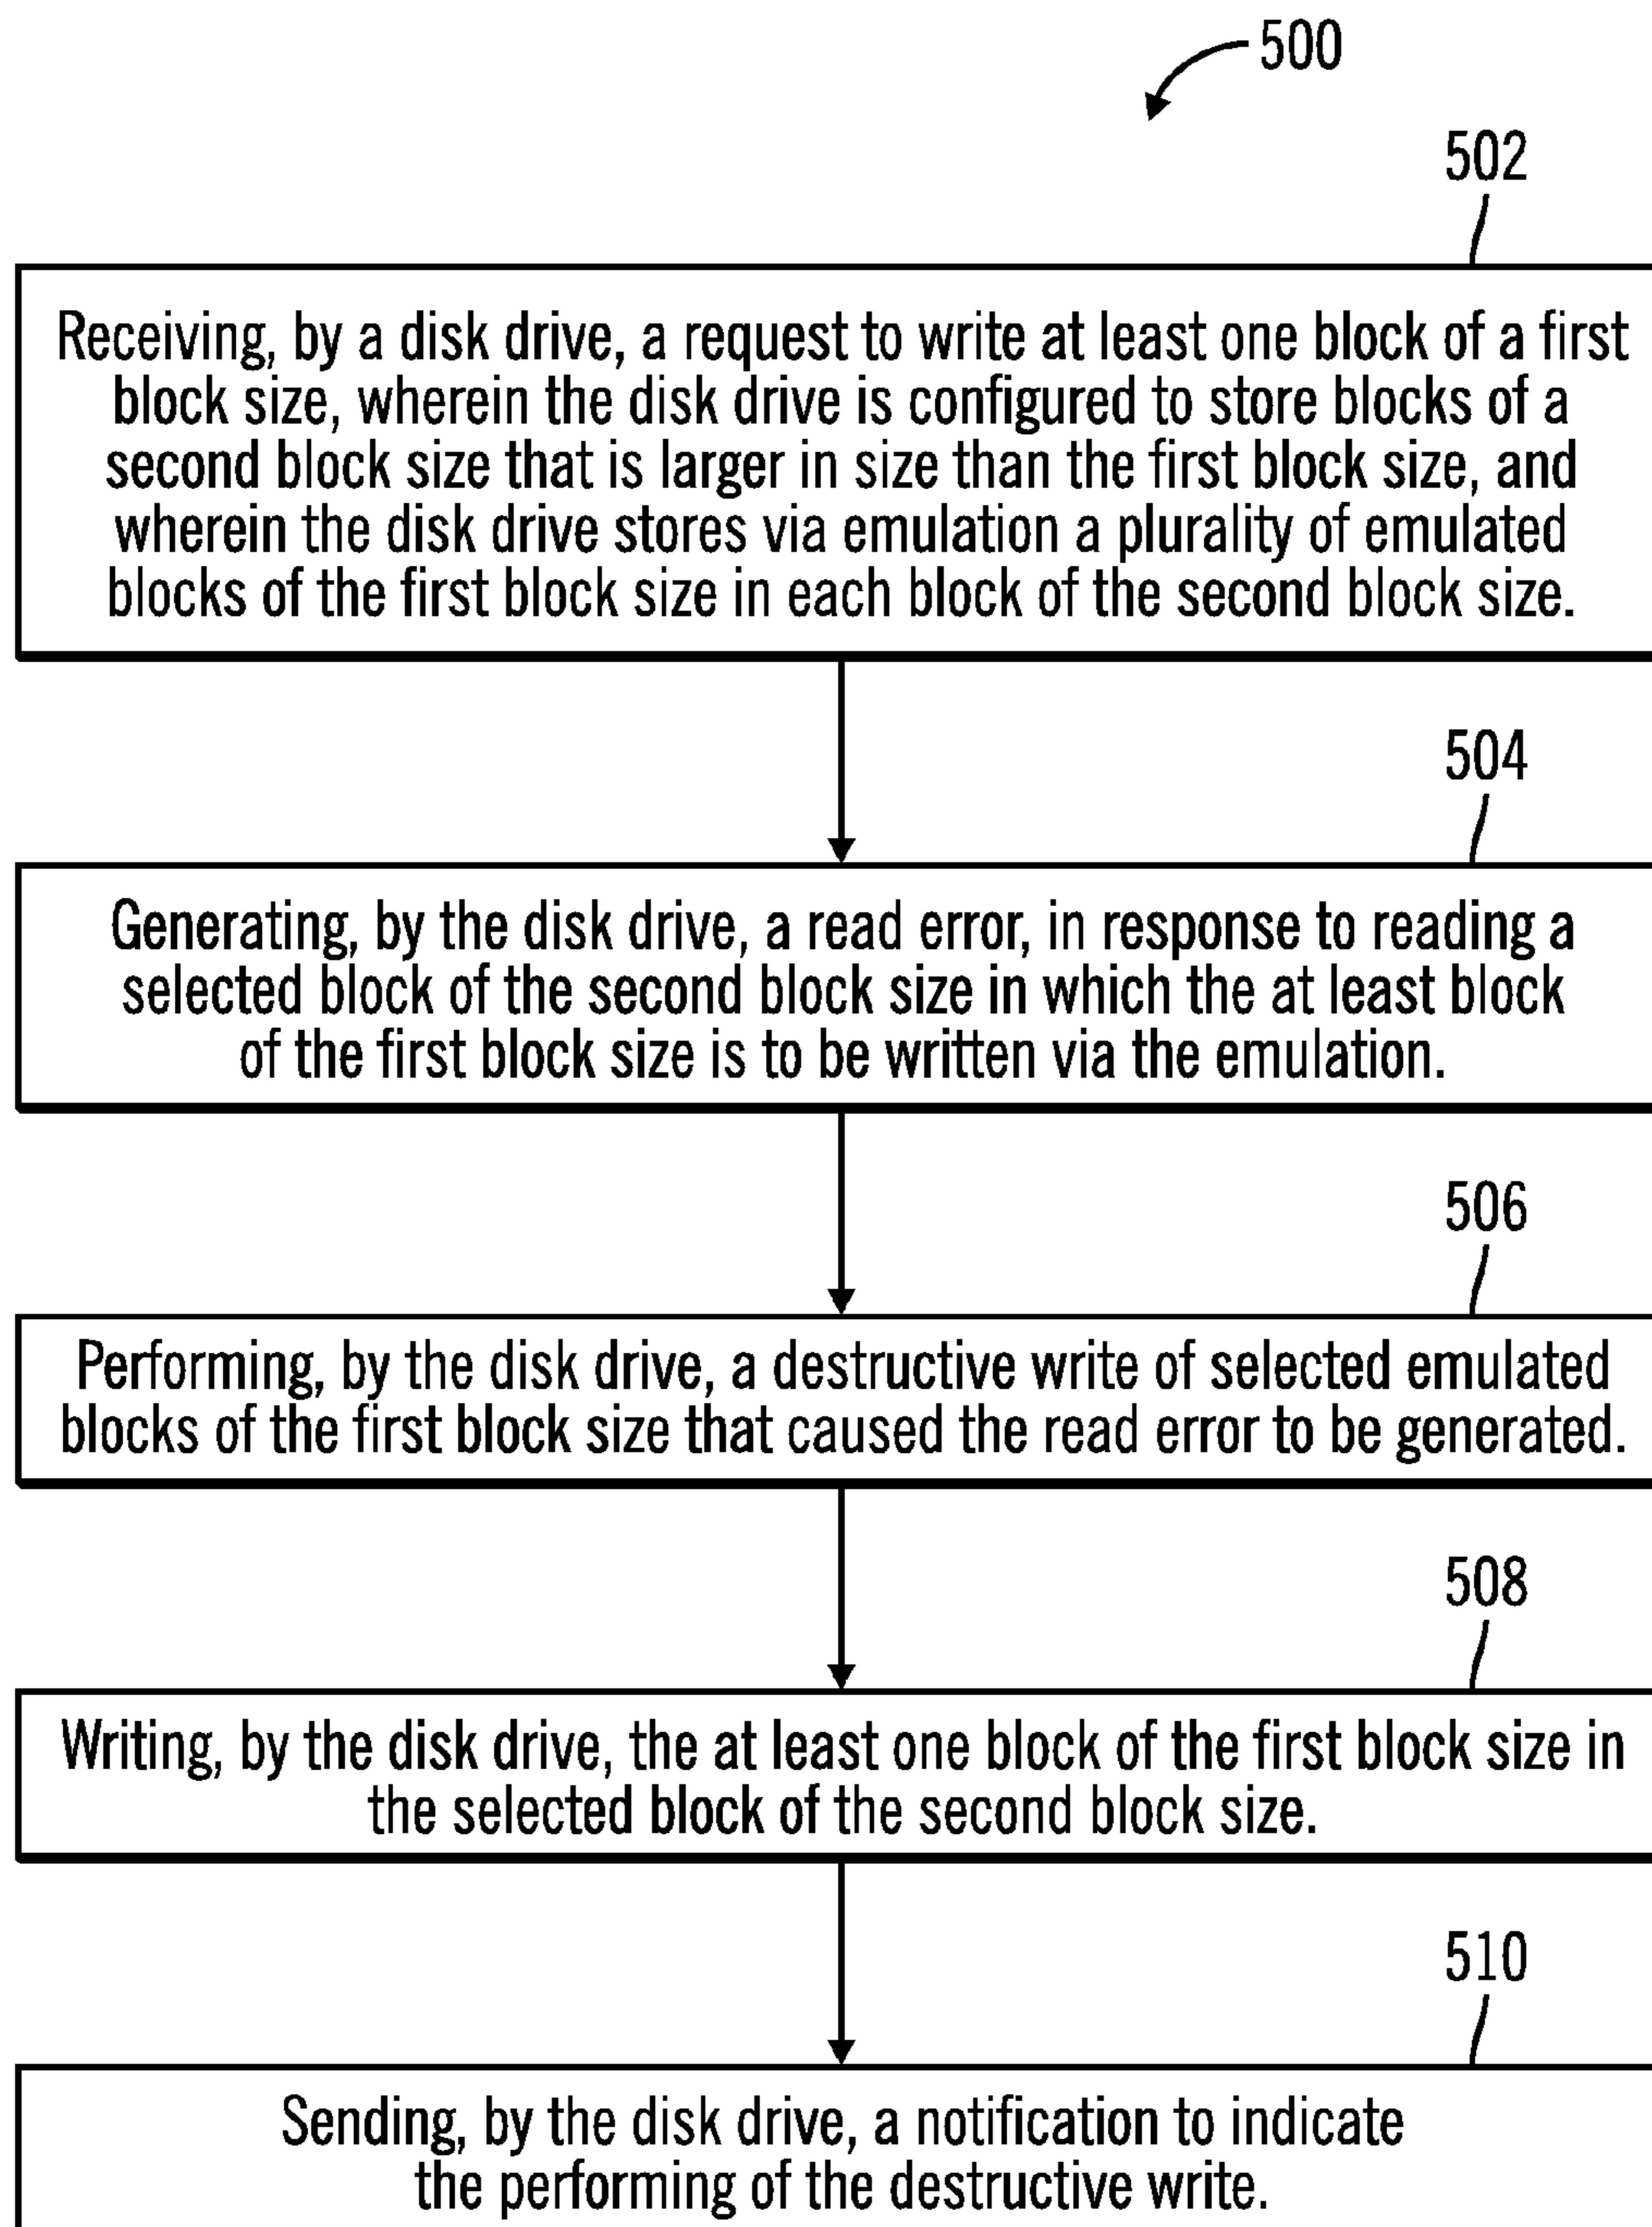 500
502
Receiving, by a disk drive, a request to write at least one block of a first
block size, wherein the disk drive is configured to store blocks of a
second block size that is larger in size than the first block size, and
wherein the disk drive stores via emulation a plurality of emulated
blocks of the first block size in each block of the second block size.
504
Generating, by the disk drive, a read error, in response to reading a
selected block of the second block size in which the at least block
of the first block size is to be written via the emulation.
506
Performing, by the disk drive, a destructive write of selected emulated
blocks of the first block size that caused the read error to be generated.
508
Writing, by the disk drive, the at least one block of the first block size in
the selected block of the second block size.
510
Sending, by the disk drive, a notification to indicate
the performing of the destructive write.